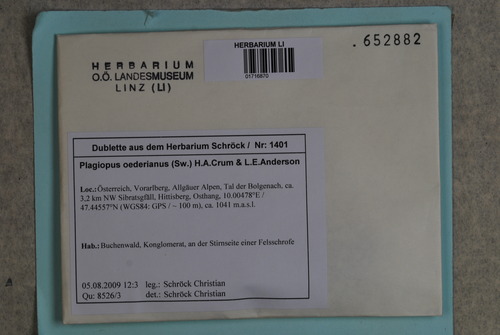 HERBARIUM
O.Ö. LANDESMUSEUM
LINZ (LI)
HERBARIUM LI
01716870
.652882
Dublette aus dem Herbarium Schröck / Nr: 1401
Plagiopus oederianus (Sw.) H.A.Crum & L.E.Anderson
Loc.:Österreich, Vorarlberg, Allgäuer Alpen, Tal der Bolgenach, ca.
3,2 km NW Sibratsgfäll, Hittisberg, Osthang, 10.00478°E /
47.44557°N (WGS84: GPS / ~ 100 m), ca. 1041 m.a.s.l.
Hab.:Buchenwald, Konglomerat, an der Stirnseite einer Felsschrofe
05.08.2009 12:3 leg.: Schröck Christian
Qu: 8526/3 det.: Schröck Christian